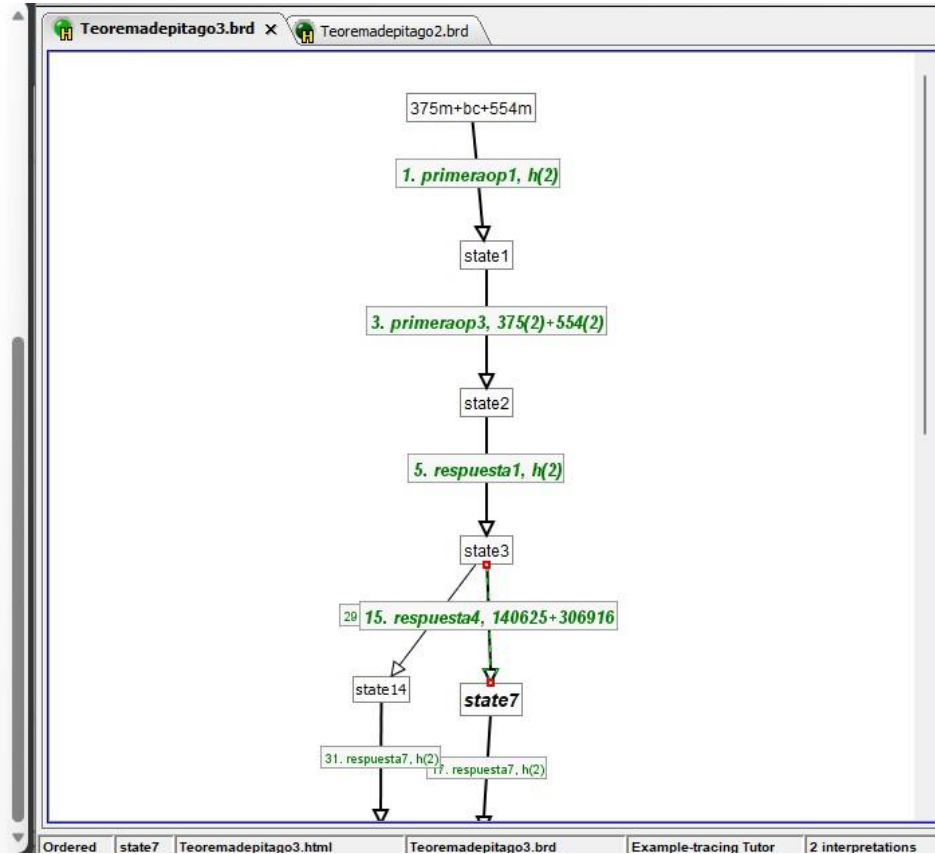 Teoremadepitago3.brd
Teoremadepitago2.brd
375m+bc+554m
1. primeraop1, h(2)
state1
3. primeraop3, 375(2)+554(2)
state2
5. respuesta1, h(2)
state3
29
15. respuesta4, 140625+306916
state14
state7
31. respuesta7, h(2)
17. respuesta7, h(2)
Ordered state7 Teoremadepitago3.html Teoremadepitago3.brd Example-tracing Tutor 2 interpretations